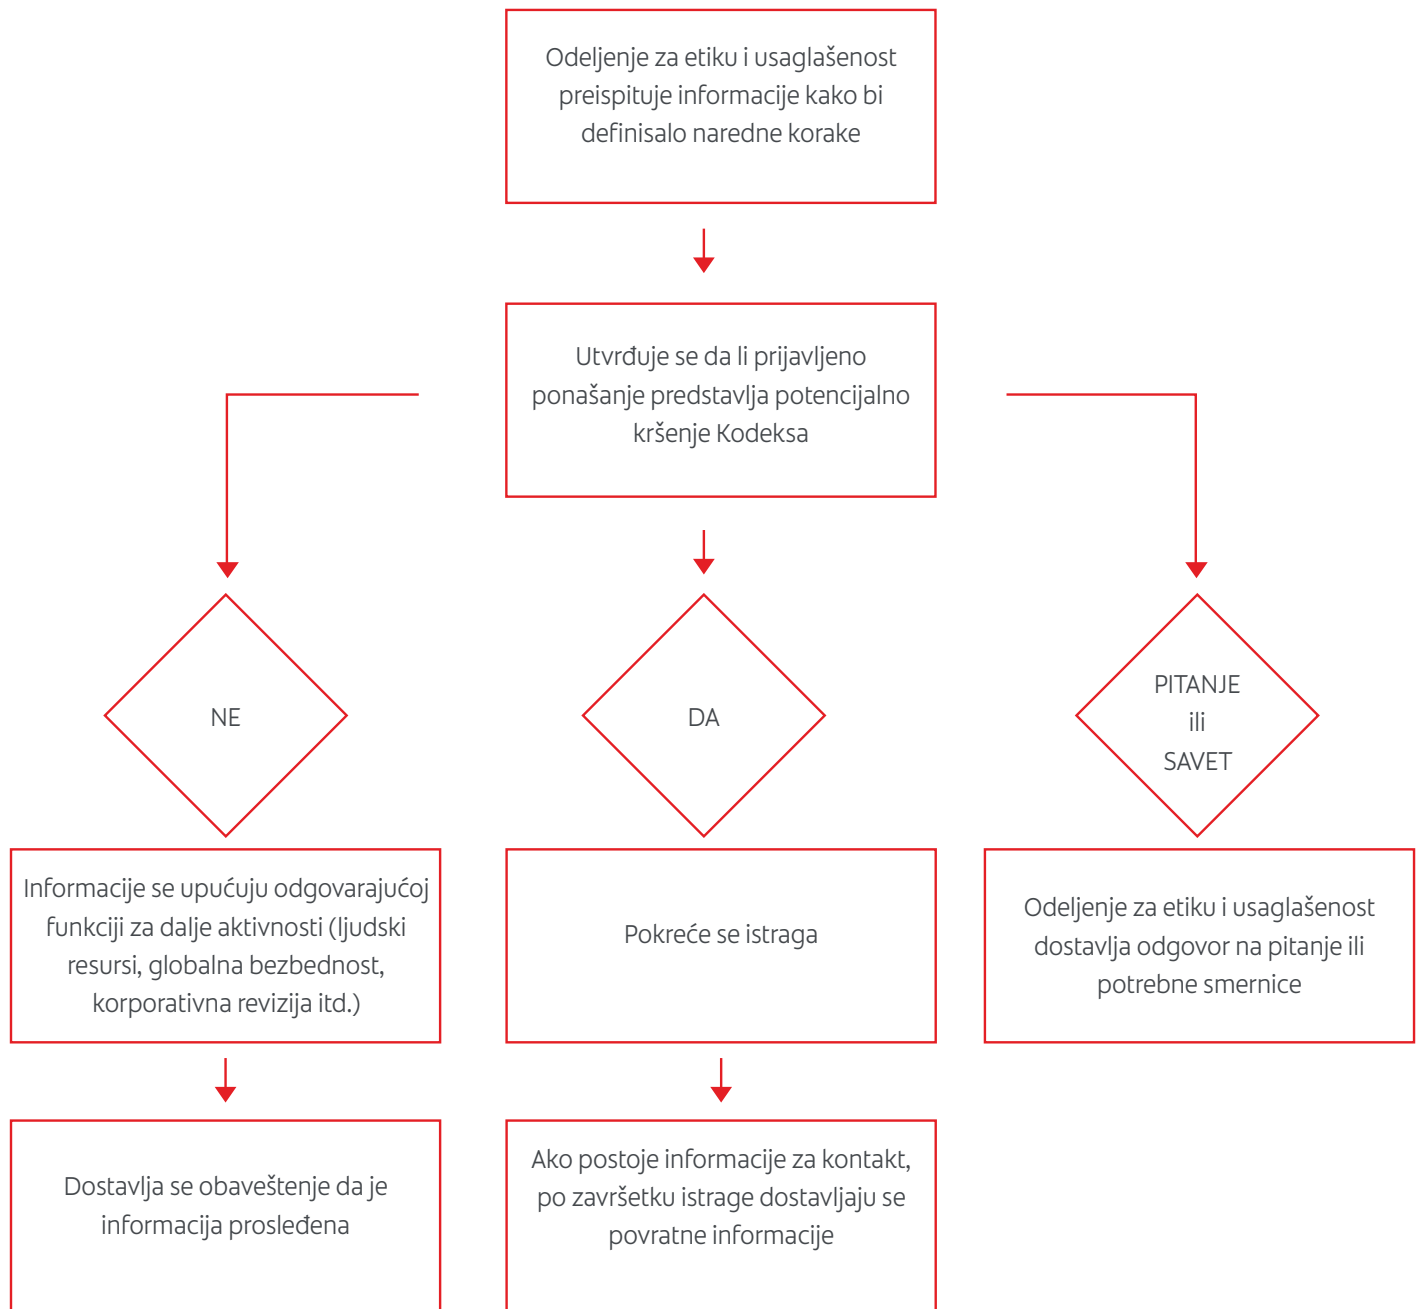 Odeljenje za etiku i usaglašenost
preispituje informacije kako bi
definisalo naredne korake
Utvrđuje se da li prijavljeno
ponašanje predstavlja potencijalno
kršenje Kodeksa
NE
DA
PITANJE
ili
SAVET
Informacije se upućuju odgovarajućoj
funkciji za dalje aktivnosti (ljudski
resursi, globalna bezbednost,
korporativna revizija itd.)
Pokreće se istraga
Odeljenje za etiku i usaglašenost
dostavlja odgovor na pitanje ili
potrebne smernice
Dostavlja se obaveštenje da je
informacija prosleđena
Ako postoje informacije za kontakt,
po završetku istrage dostavljaju se
povratne informacije